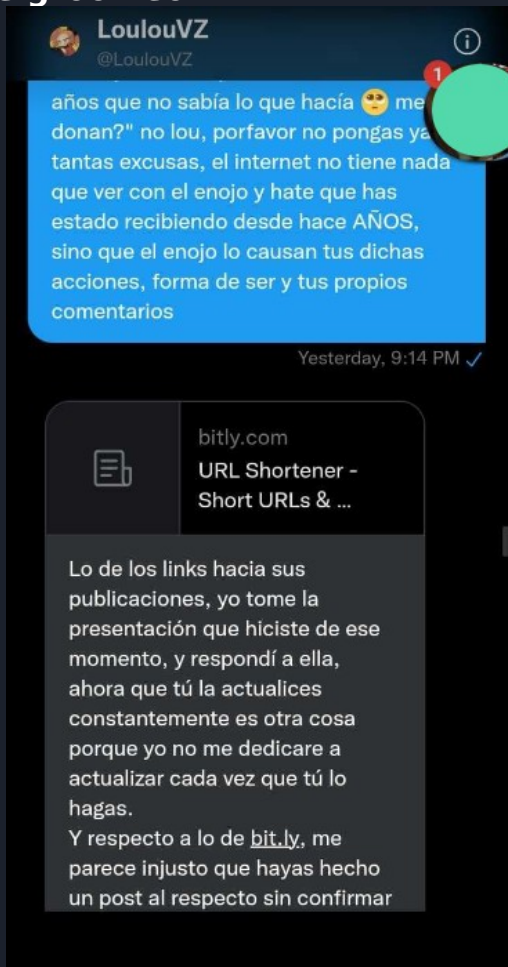 LoulouVZ
@LoulouVZ
1
años que no sabía lo que hacía 🥺 me
donan?" no lou, porfavor no pongas ya
tantas excusas, el internet no tiene nada
que ver con el enojo y hate que has
estado recibiendo desde hace AÑOS,
sino que el enojo lo causan tus dichas
acciones, forma de ser y tus propios
comentarios
Yesterday, 9:14 PM ✓
bitly.com
URL Shortener -
Short URLs & ...
Lo de los links hacia sus
publicaciones, yo tome la
presentación que hiciste de ese
momento, y respondí a ella,
ahora que tú la actualices
constantemente es otra cosa
porque yo no me dedicare a
actualizar cada vez que tú lo
hagas.
Y respecto a lo de bit.ly, me
parece injusto que hayas hecho
un post al respecto sin confirmar